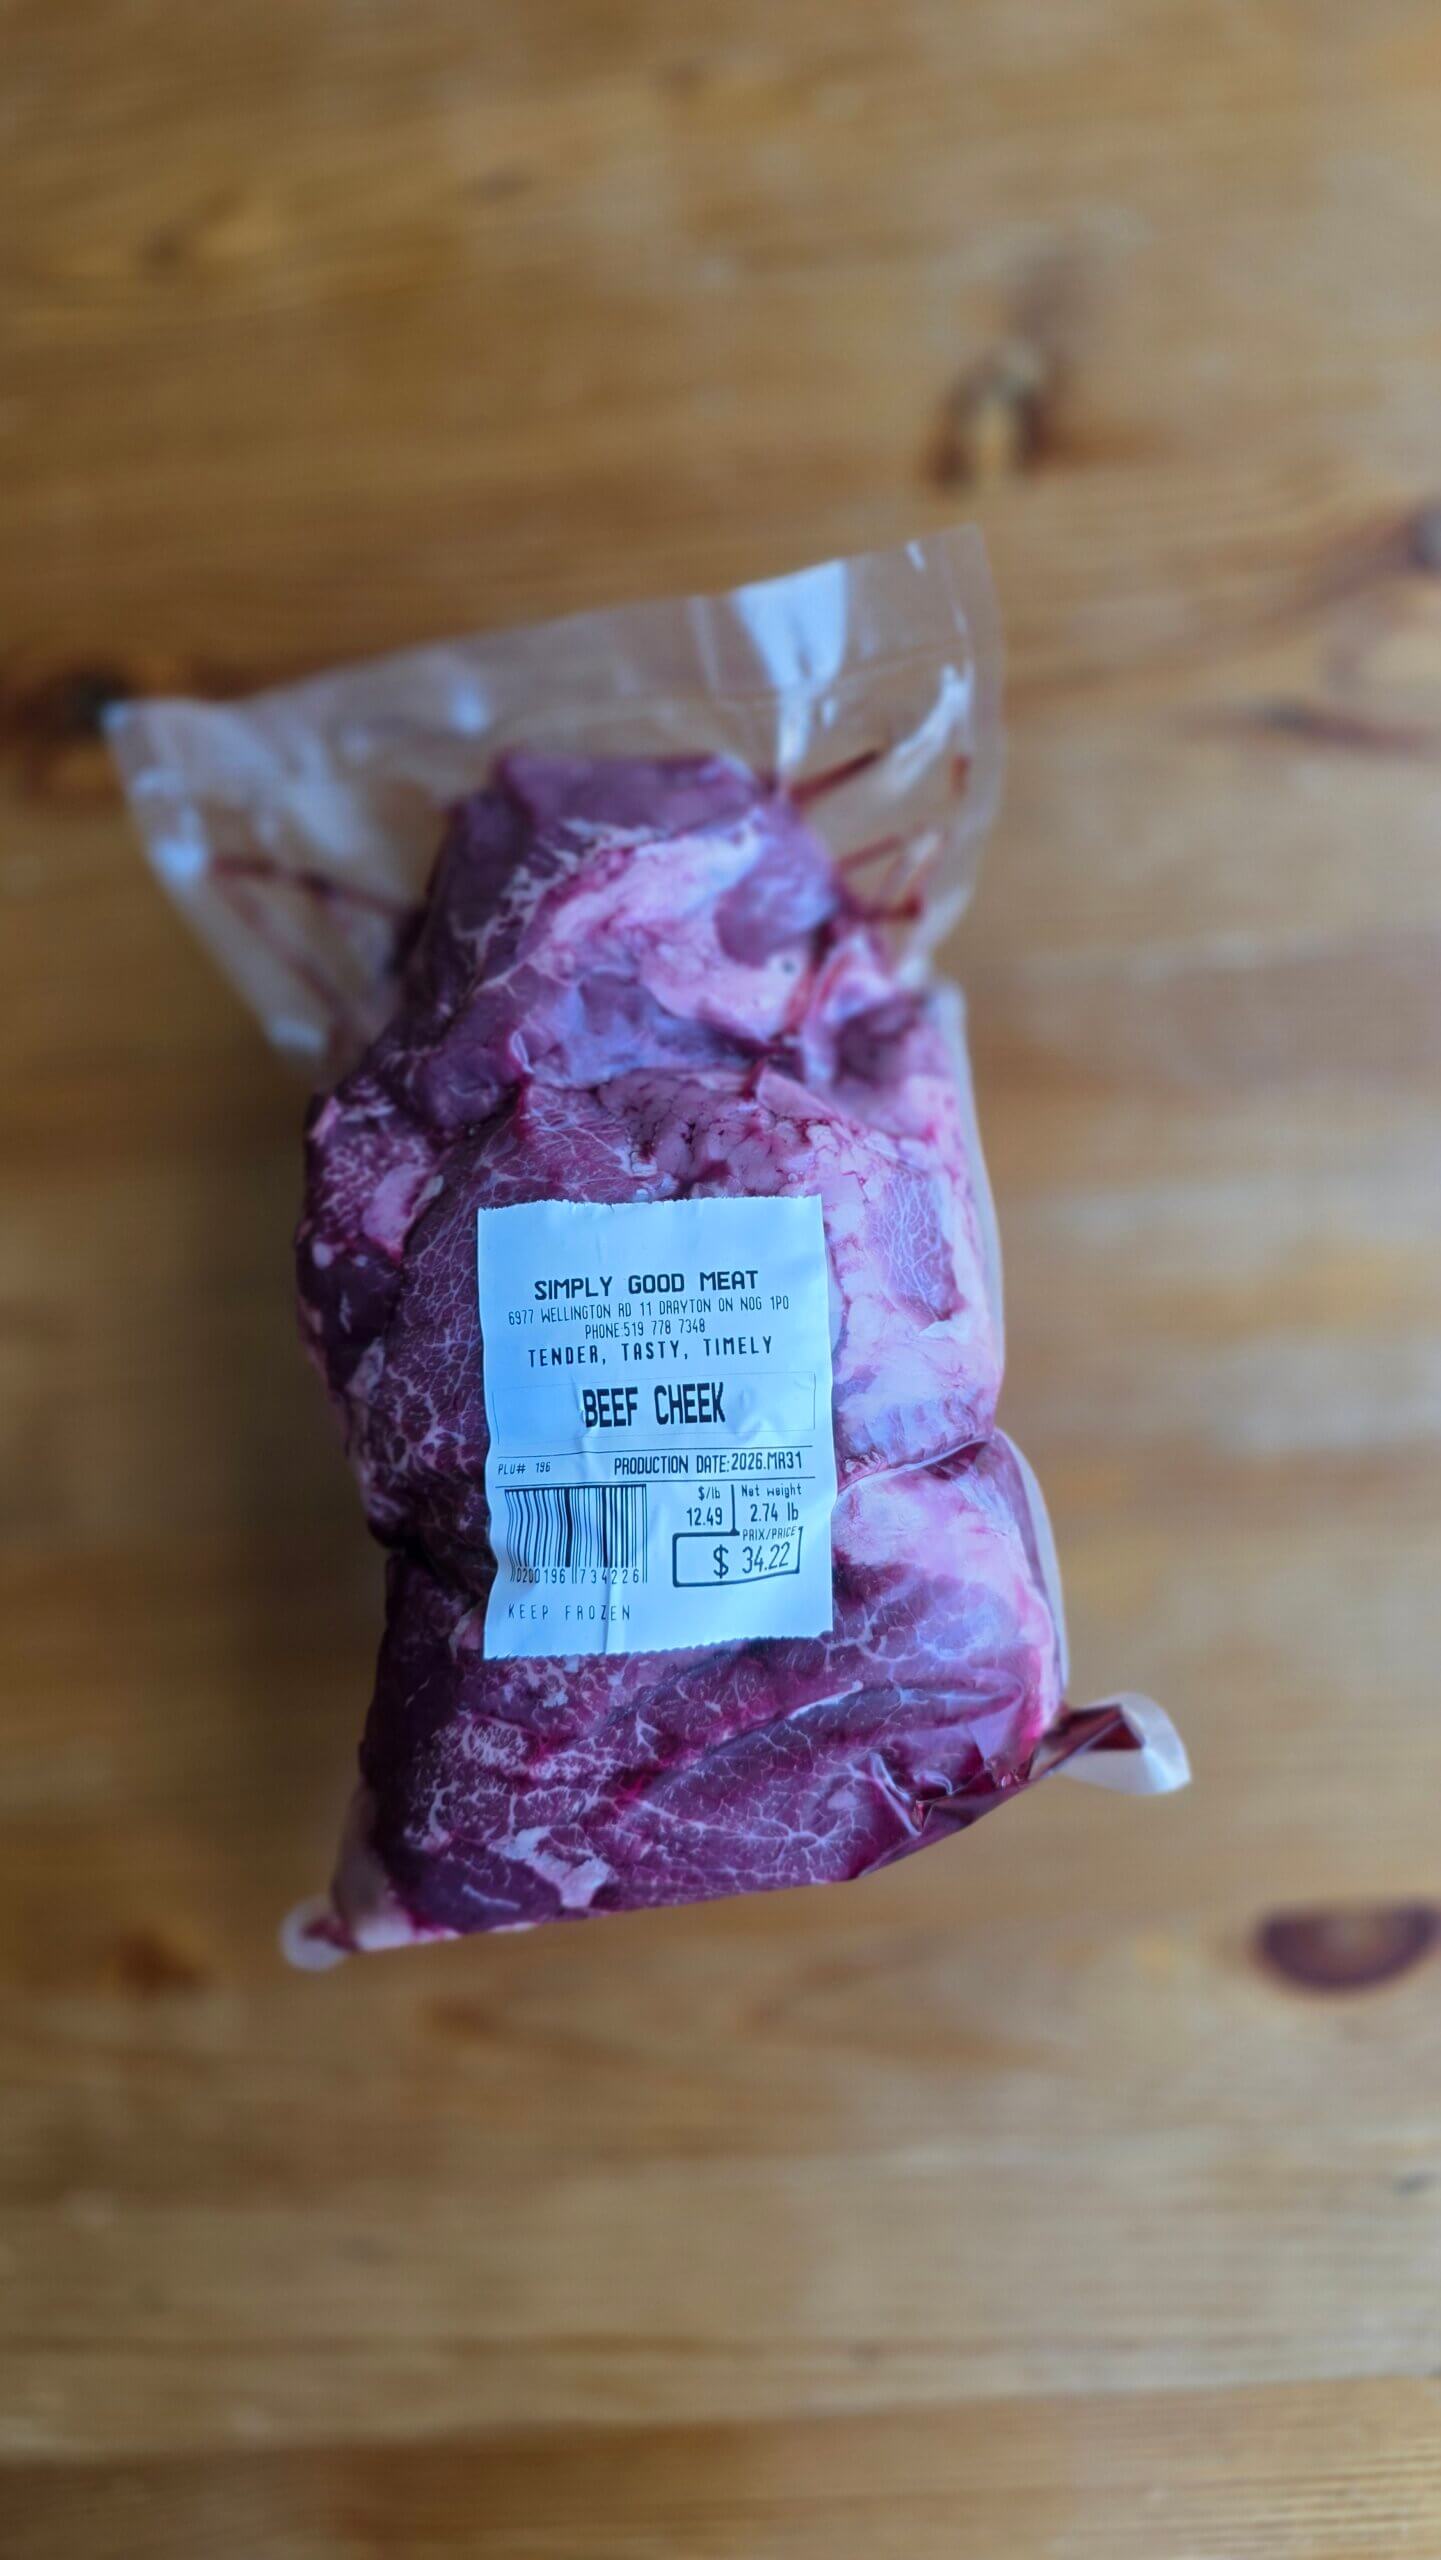 SIMPLY GOOD MEAT
6977 WELLINGTON RD 11 DRAYTON ON N0G 1P0
PHONE:519 778 7348
TENDER, TASTY, TIMELY
BEEF CHEEK
PLU# 196 PRODUCTION DATE:2026.MR31
$/lb Net weight
12.49 2.74 lb
PRIX/PRICE
$ 34.22
0200196 734226
KEEP FROZEN